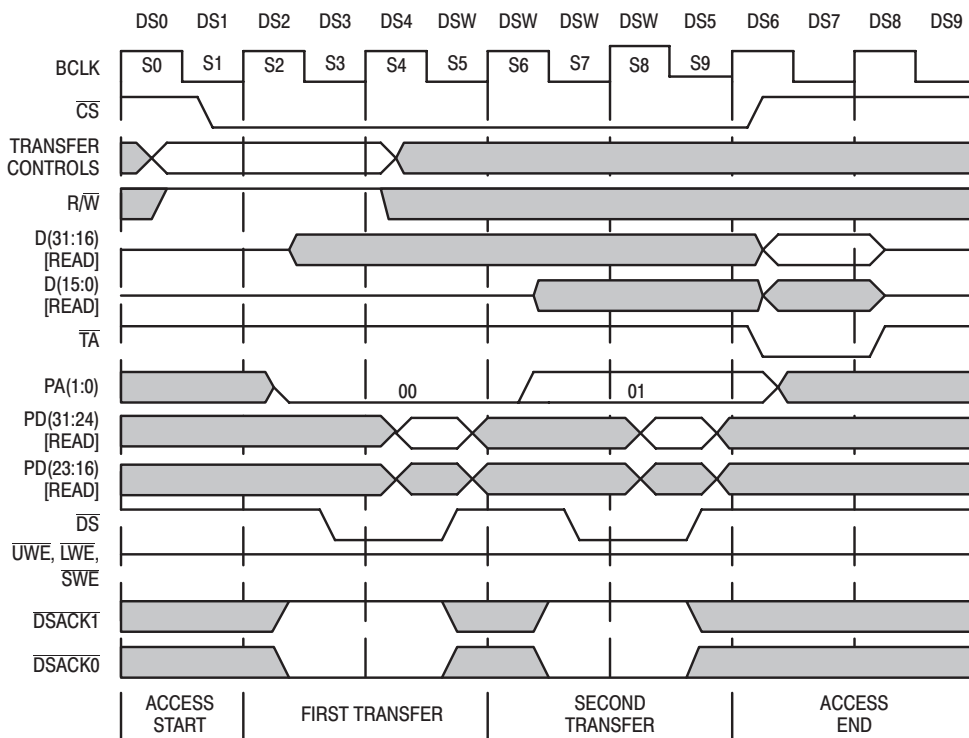 DS0 DS1 DS2 DS3 DS4 DSW DSW DSW DSW DS5 DS6 DS7 DS8 DS9
BCLK S0 S1 S2 S3 S4 S5 S6 S7 S8 S9
CS
TRANSFER
CONTROLS
R/W
D(31:16)
[READ]
D(15:0)
[READ]
TA
PA(1:0) 00 01
PD(31:24)
[READ]
PD(23:16)
[READ]
DS
UWE, LWE,
SWE
DSACK1
DSACK0
ACCESS
START
FIRST TRANSFER
SECOND
TRANSFER
ACCESS
END